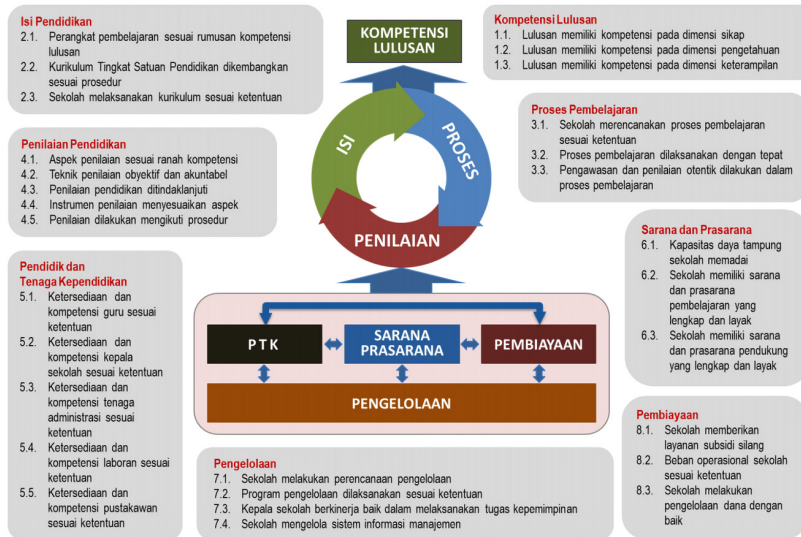 Isi Pendidikan
2.1. Perangkat pembelajaran sesuai rumusan kompetensi
lulusan
2.2. Kurikulum Tingkat Satuan Pendidikan dikembangkan
sesuai prosedur
2.3. Sekolah melaksanakan kurikulum sesuai ketentuan
KOMPETENSI
LULUSAN
Kompetensi Lulusan
1.1. Lulusan memiliki kompetensi pada dimensi sikap
1.2. Lulusan memiliki kompetensi pada dimensi pengetahuan
1.3. Lulusan memiliki kompetensi pada dimensi keterampilan
Penilaian Pendidikan
4.1. Aspek penilaian sesuai ranah kompetensi
4.2. Teknik penilaian obyektif dan akuntabel
4.3. Penilaian pendidikan ditindaklanjuti
4.4. Instrumen penilaian menyesuaikan aspek
4.5. Penilaian dilakukan mengikuti prosedur
ISI
PROSES
PENILAIAN
Proses Pembelajaran
3.1. Sekolah merencanakan proses pembelajaran
sesuai ketentuan
3.2. Proses pembelajaran dilaksanakan dengan tepat
3.3. Pengawasan dan penilaian otentik dilakukan dalam
proses pembelajaran
Pendidik dan
Tenaga Kependidikan
5.1. Ketersediaan dan
kompetensi guru sesuai
ketentuan
5.2. Ketersediaan dan
kompetensi kepala
sekolah sesuai ketentuan
5.3. Ketersediaan dan
kompetensi tenaga
administrasi sesuai
ketentuan
5.4. Ketersediaan dan
kompetensi laboran sesuai
ketentuan
5.5. Ketersediaan dan
kompetensi pustakawan
sesuai ketentuan
PTK
SARANA
PRASARANA
PEMBIAYAAN
PENGELOLAAN
Sarana dan Prasarana
6.1. Kapasitas daya tampung
sekolah memadai
6.2. Sekolah memiliki sarana
dan prasarana
pembelajaran yang
lengkap dan layak
6.3. Sekolah memiliki sarana
dan prasarana pendukung
yang lengkap dan layak
Pengelolaan
7.1. Sekolah melakukan perencanaan pengelolaan
7.2. Program pengelolaan dilaksanakan sesuai ketentuan
7.3. Kepala sekolah berkinerja baik dalam melaksanakan tugas kepemimpinan
7.4. Sekolah mengelola sistem informasi manajemen
Pembiayaan
8.1. Sekolah memberikan
layanan subsidi silang
8.2. Beban operasional sekolah
sesuai ketentuan
8.3. Sekolah melakukan
pengelolaan dana dengan
baik